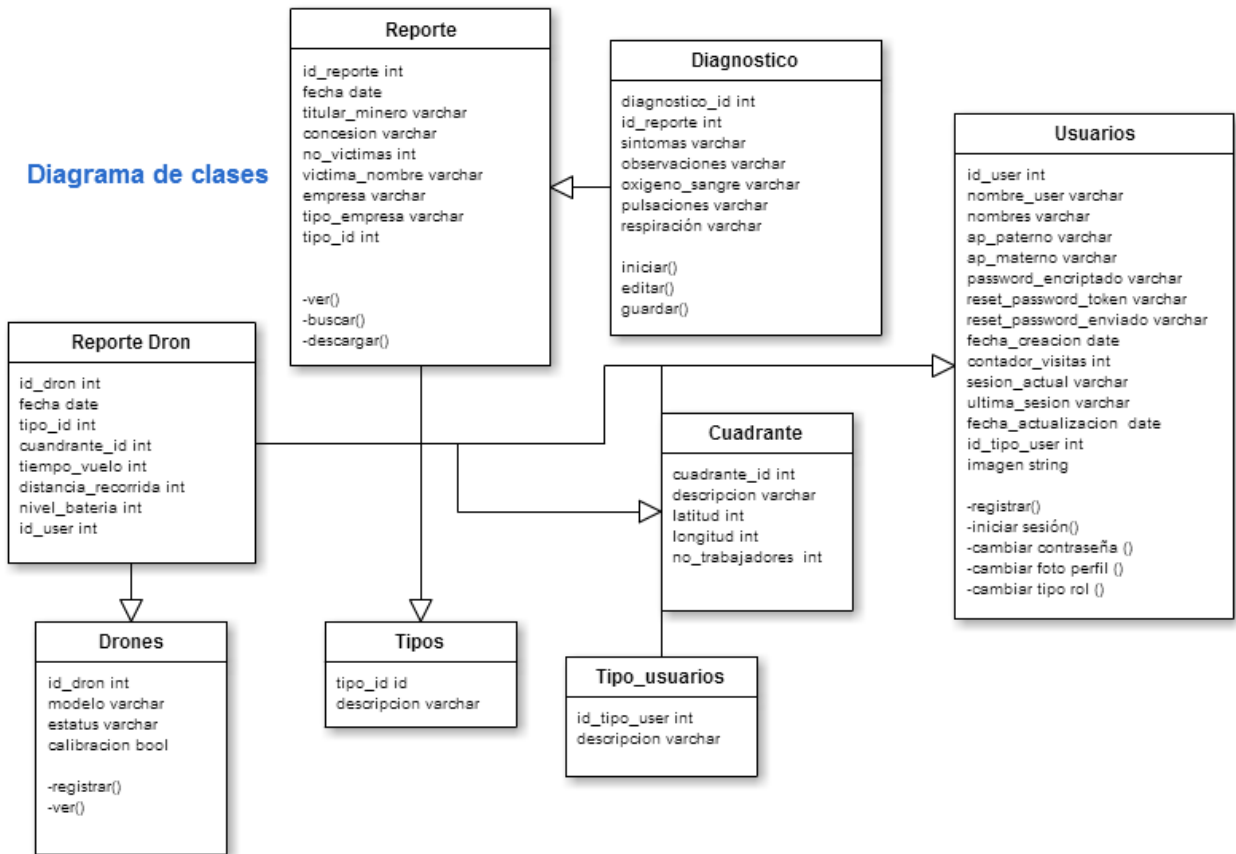 Diagrama de clases
Reporte
id_reporte int
fecha date
titular_minero varchar
concesion varchar
no_victimas int
victima_nombre varchar
empresa varchar
tipo_empresa varchar
tipo_id int
-ver()
-buscar()
-descargar()
Diagnostico
diagnostico_id int
id_reporte int
sintomas varchar
observaciones varchar
oxigeno_sangre varchar
pulsaciones varchar
respiración varchar
iniciar()
editar()
guardar()
Usuarios
id_user int
nombre_user varchar
nombres varchar
ap_paterno varchar
ap_materno varchar
password_encriptado varchar
reset_password_token varchar
reset_password_enviado varchar
fecha_creacion date
contador_visitas int
sesion_actual varchar
ultima_sesion varchar
fecha_actualizacion date
id_tipo_user int
imagen string
-registrar()
-iniciar sesión()
-cambiar contraseña ()
-cambiar foto perfil ()
-cambiar tipo rol ()
Reporte Dron
id_dron int
fecha date
tipo_id int
cuandrante_id int
tiempo_vuelo int
distancia_recorrida int
nivel_bateria int
id_user int
Cuadrante
cuadrante_id int
descripcion varchar
latitud int
longitud int
no_trabajadores int
Drones
id_dron int
modelo varchar
estatus varchar
calibracion bool
-registrar()
-ver()
Tipos
tipo_id id
descripcion varchar
Tipo_usuarios
id_tipo_user int
descripcion varchar